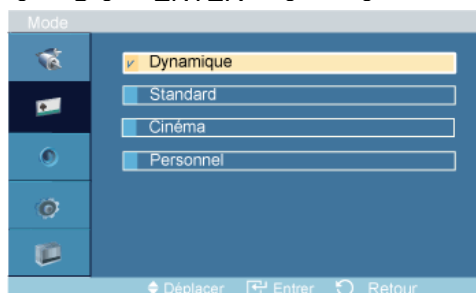 Mode
Dynamique
Standard
Cinéma
Personnel
Déplacer Entrer Retour